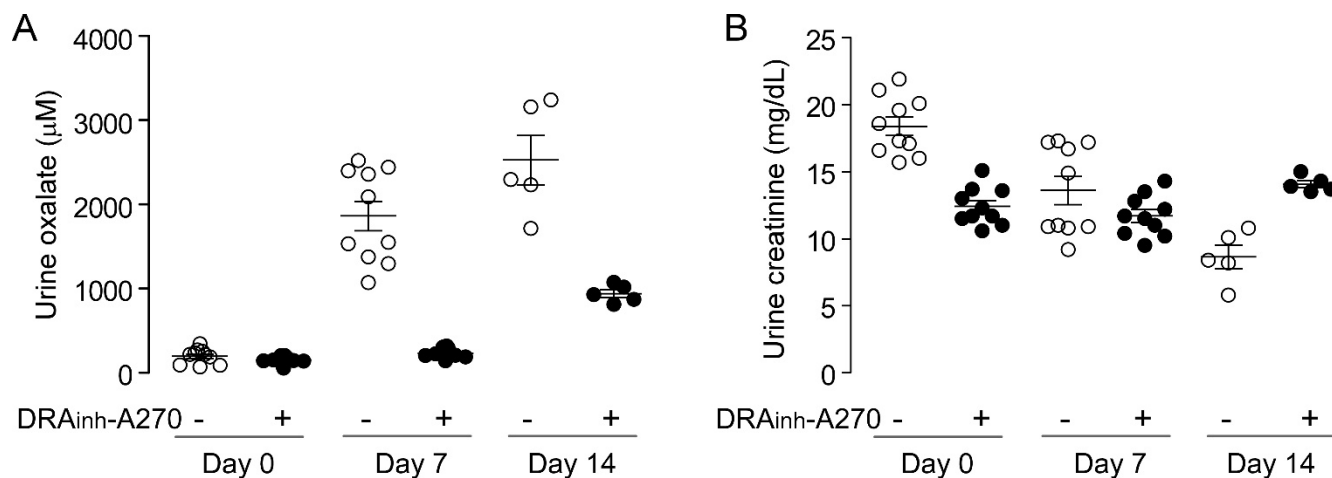 A
Urine oxalate (μM)
4000
3000
2000
1000
0
DRAinh-A270 - + - + - +
Day 0 Day 7 Day 14
B
Urine creatinine (mg/dL)
25
20
15
10
5
0
DRAinh-A270 - + - + - +
Day 0 Day 7 Day 14